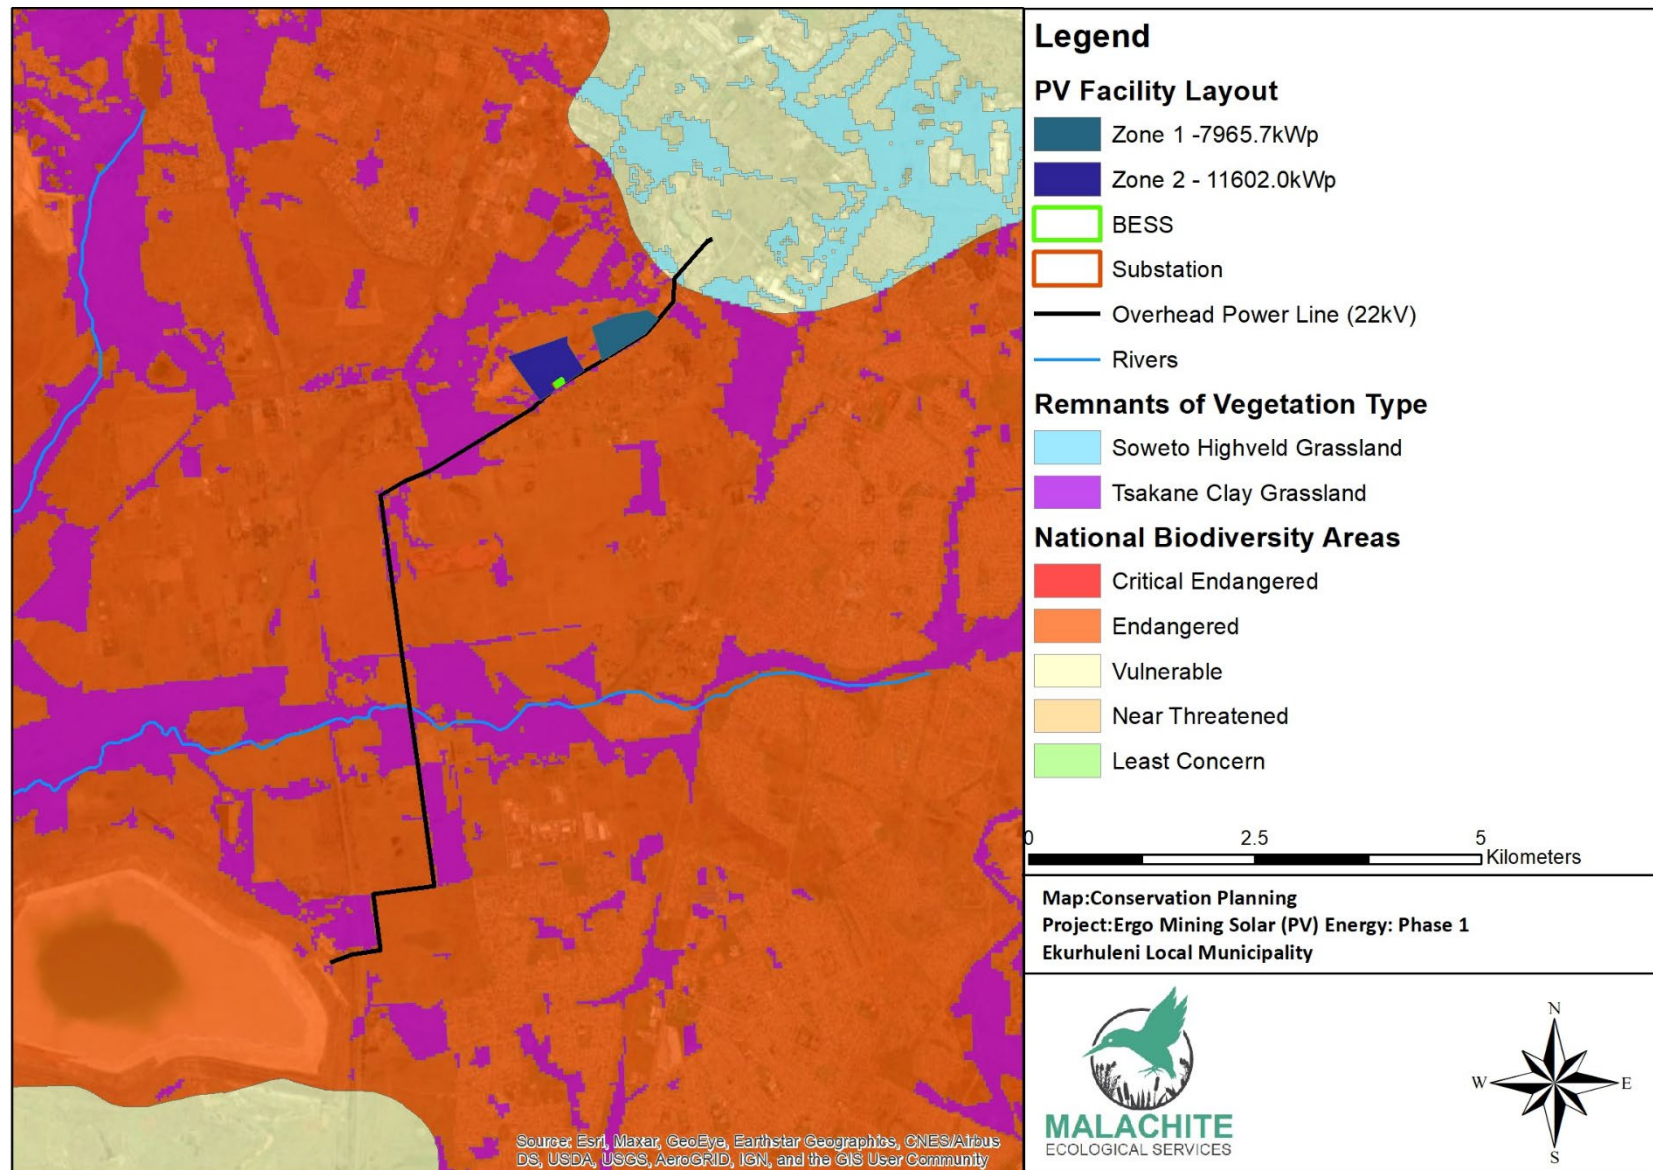 Legend
PV Facility Layout
Zone 1 -7965.7kWp
Zone 2 - 11602.0kWp
BESS
Substation
Overhead Power Line (22kV)
Rivers
Remnants of Vegetation Type
Soweto Highveld Grassland
Tsakane Clay Grassland
National Biodiversity Areas
Critical Endangered
Endangered
Vulnerable
Near Threatened
Least Concern
0 2.5 5
Kilometers
Map:Conservation Planning
Project:Ergo Mining Solar (PV) Energy: Phase 1
Ekurhuleni Local Municipality
MALACHITE
ECOLOGICAL SERVICES
N
W E
S
Source: Esri, Maxar, GeoEye, Earthstar Geographics, CNES/Airbus
DS, USDA, USGS, AeroGRID, IGN, and the GIS User Community